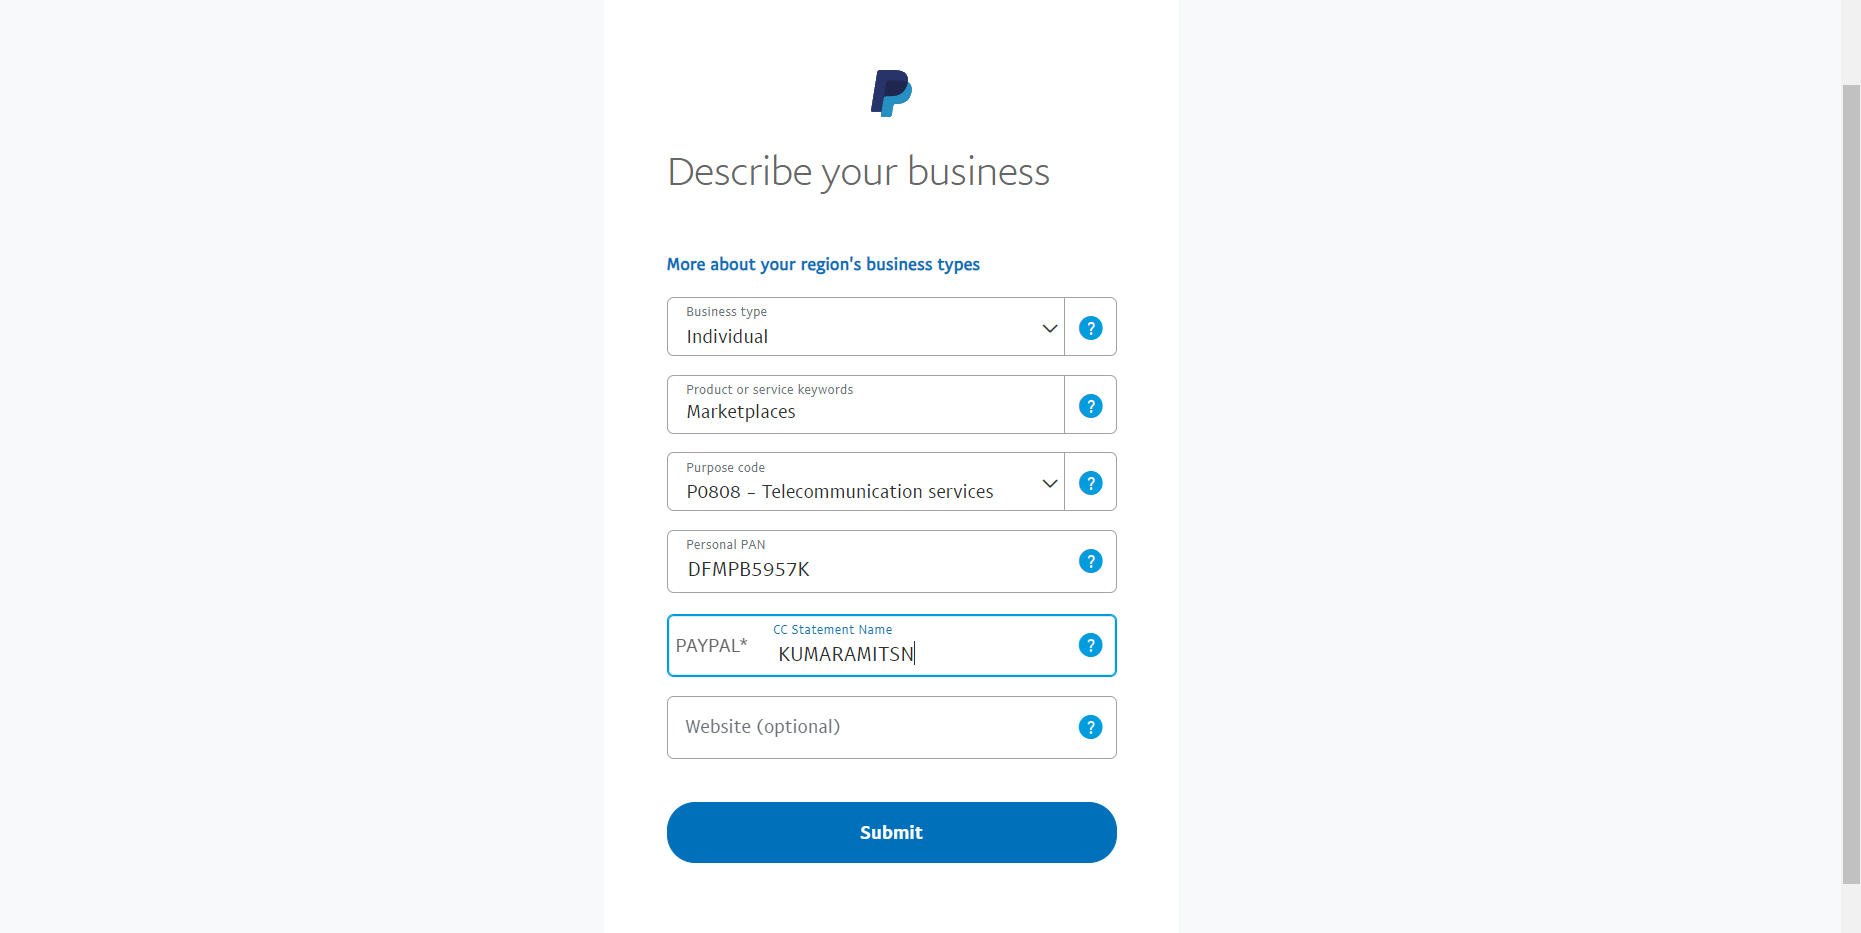 Describe your business
More about your region's business types
Business type
Individual
?
Product or service keywords
Marketplaces
?
Purpose code
P0808 – Telecommunication services
?
Personal PAN
DFMPB5957K
?
PAYPAL*
CC Statement Name
KUMARAMITSN
?
Website (optional)
?
Submit